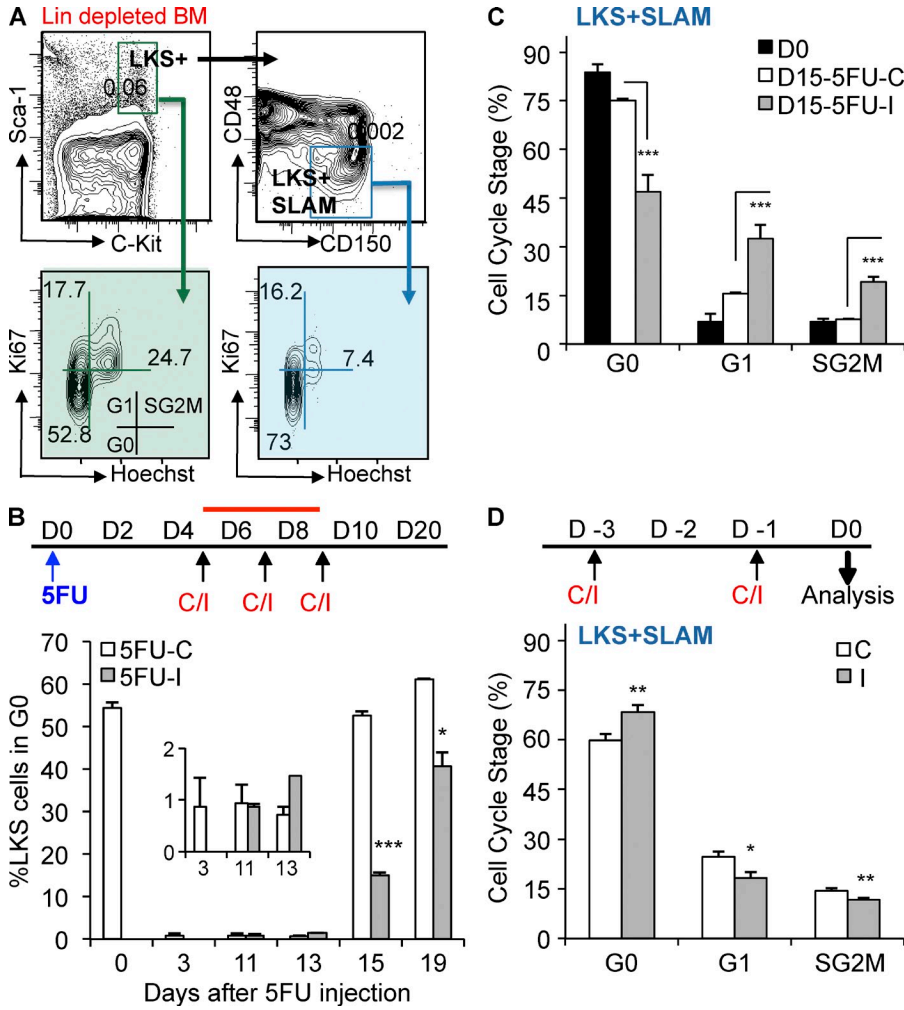 A
Lin depleted BM
LKS+
0.06
Sca-1
C-Kit
CD48
0.002
LKS+
SLAM
CD150
17.7
24.7
52.8
G1 SG2M
G0
Ki67
Hoechst
16.2
7.4
73
Ki67
Hoechst
B
D0 D2 D4 D6 D8 D10 D20
5FU
C/I C/I C/I
5FU-C
5FU-I
%LKS cells in G0
70
60
50
40
30
20
10
0
2
1
0
3 11 13
***
*
0 3 11 13 15 19
Days after 5FU injection
C
LKS+SLAM
D0
D15-5FU-C
D15-5FU-I
Cell Cycle Stage (%)
90
75
60
45
30
15
0
***
***
***
G0 G1 SG2M
D
D -3 D -2 D -1 D0
C/I C/I Analysis
LKS+SLAM
C
I
Cell Cycle Stage (%)
90
75
60
45
30
15
0
**
*
**
G0 G1 SG2M